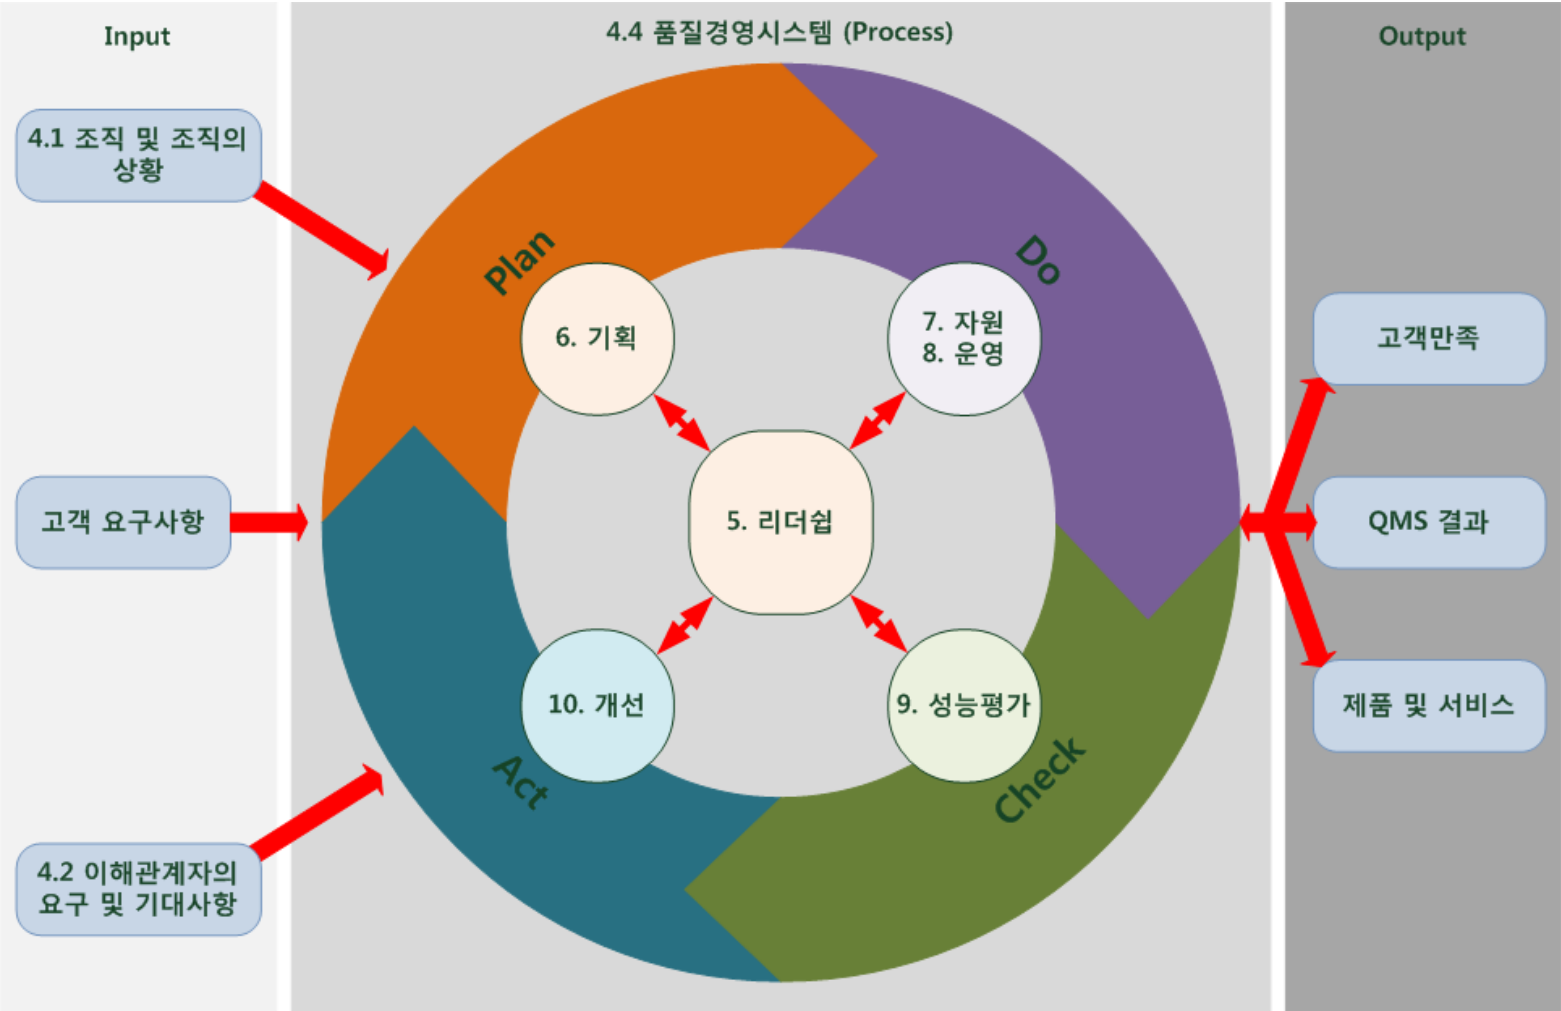 Input
4.4 품질경영시스템 (Process)
Output
4.1 조직 및 조직의
상황
고객 요구사항
4.2 이해관계자의
요구 및 기대사항
Plan
Do
6. 기획
7. 자원
8. 운영
5. 리더쉽
10. 개선
9. 성능평가
Act
Check
고객만족
QMS 결과
제품 및 서비스